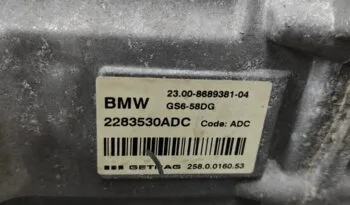 23.00-8689381-04
BMW GS6-58DG
2283530ADC Code: ADC
GETRAG 258.0.0160.53